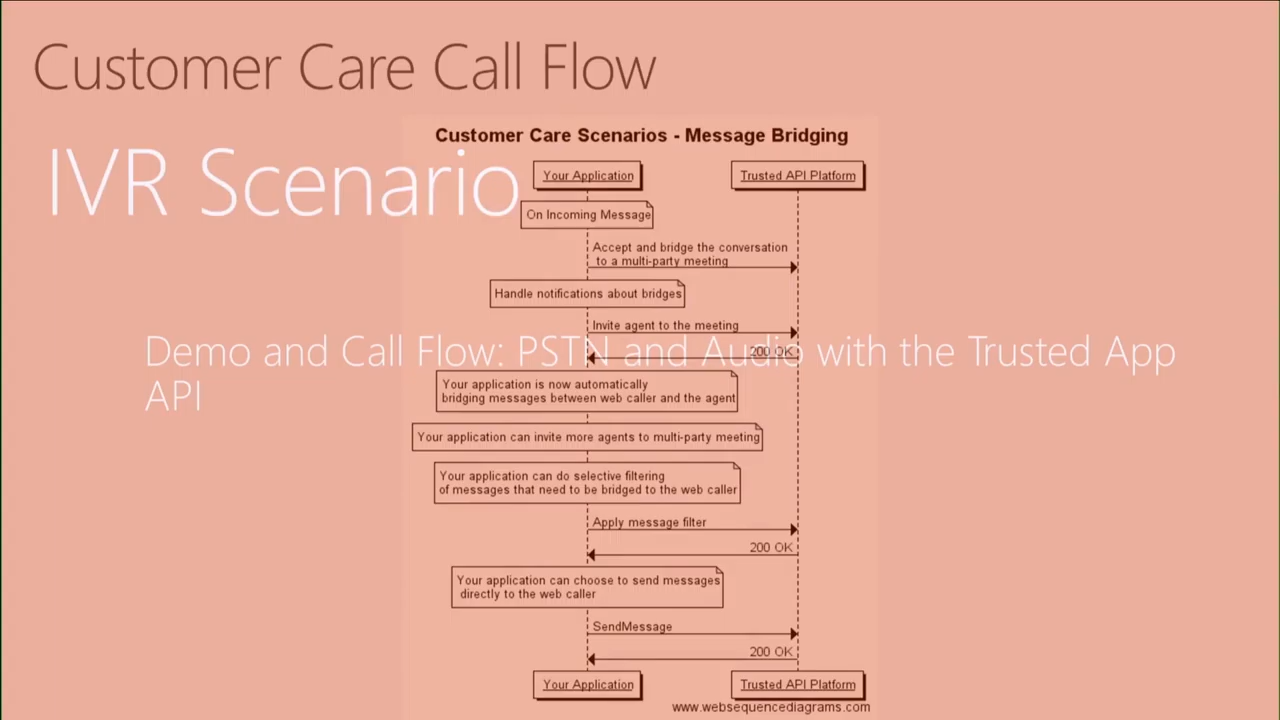 Customer Care Call Flow
Customer Care Scenarios - Message Bridging
IVR Scenario
Your Application
Trusted API Platform
On Incoming Message
Accept and bridge the conversation
to a multi-party meeting
Handle notifications about bridges
Invite agent to the meeting
200 OK
Demo and Call Flow: PSTN and Audio with the Trusted App
API
Your application is now automatically
bridging messages between web caller and the agent
Your application can invite more agents to multi-party meeting
Your application can do selective filtering
of messages that need to be bridged to the web caller
Apply message filter
200 OK
Your application can choose to send messages
directly to the web caller
SendMessage
200 OK
Your Application
Trusted API Platform
www.websequencediagrams.com